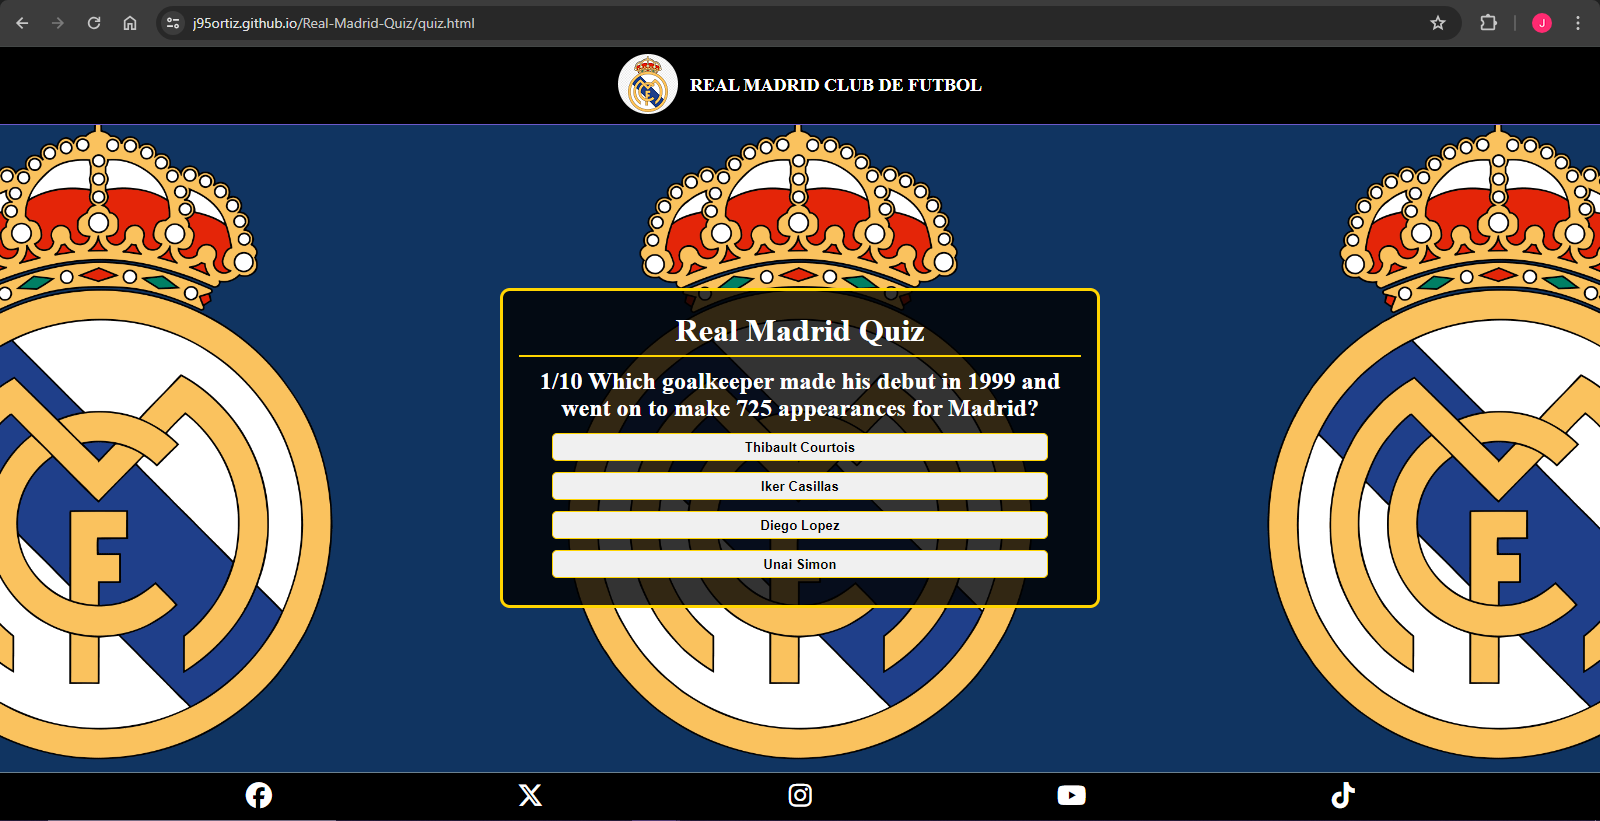 j95ortiz.github.io/Real-Madrid-Quiz/quiz.html
J
REAL MADRID CLUB DE FUTBOL
Real Madrid Quiz
1/10 Which goalkeeper made his debut in 1999 and
went on to make 725 appearances for Madrid?
Thibault Courtois
Iker Casillas
Diego Lopez
Unai Simon